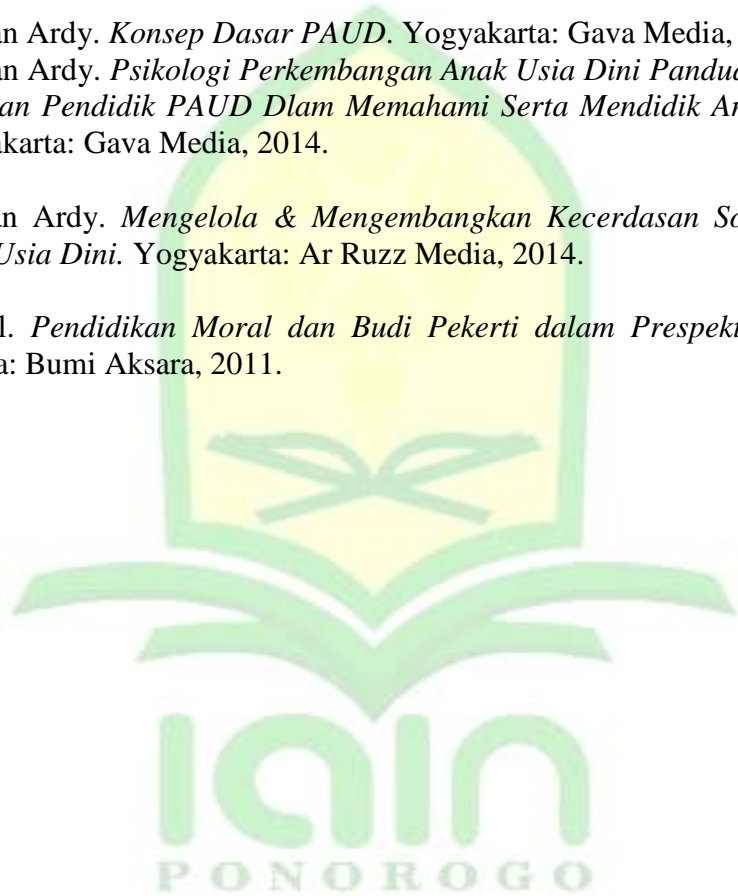 an Ardy. Konsep Dasar PAUD. Yogyakarta: Gava Media,
an Ardy. Psikologi Perkembangan Anak Usia Dini Pandua
an Pendidik PAUD Dlam Memahami Serta Mendidik An
akarta: Gava Media, 2014.
an Ardy. Mengelola & Mengembangkan Kecerdasan So
Usia Dini. Yogyakarta: Ar Ruzz Media, 2014.
l. Pendidikan Moral dan Budi Pekerti dalam Prespekt
a: Bumi Aksara, 2011.
iain
PONOROGO